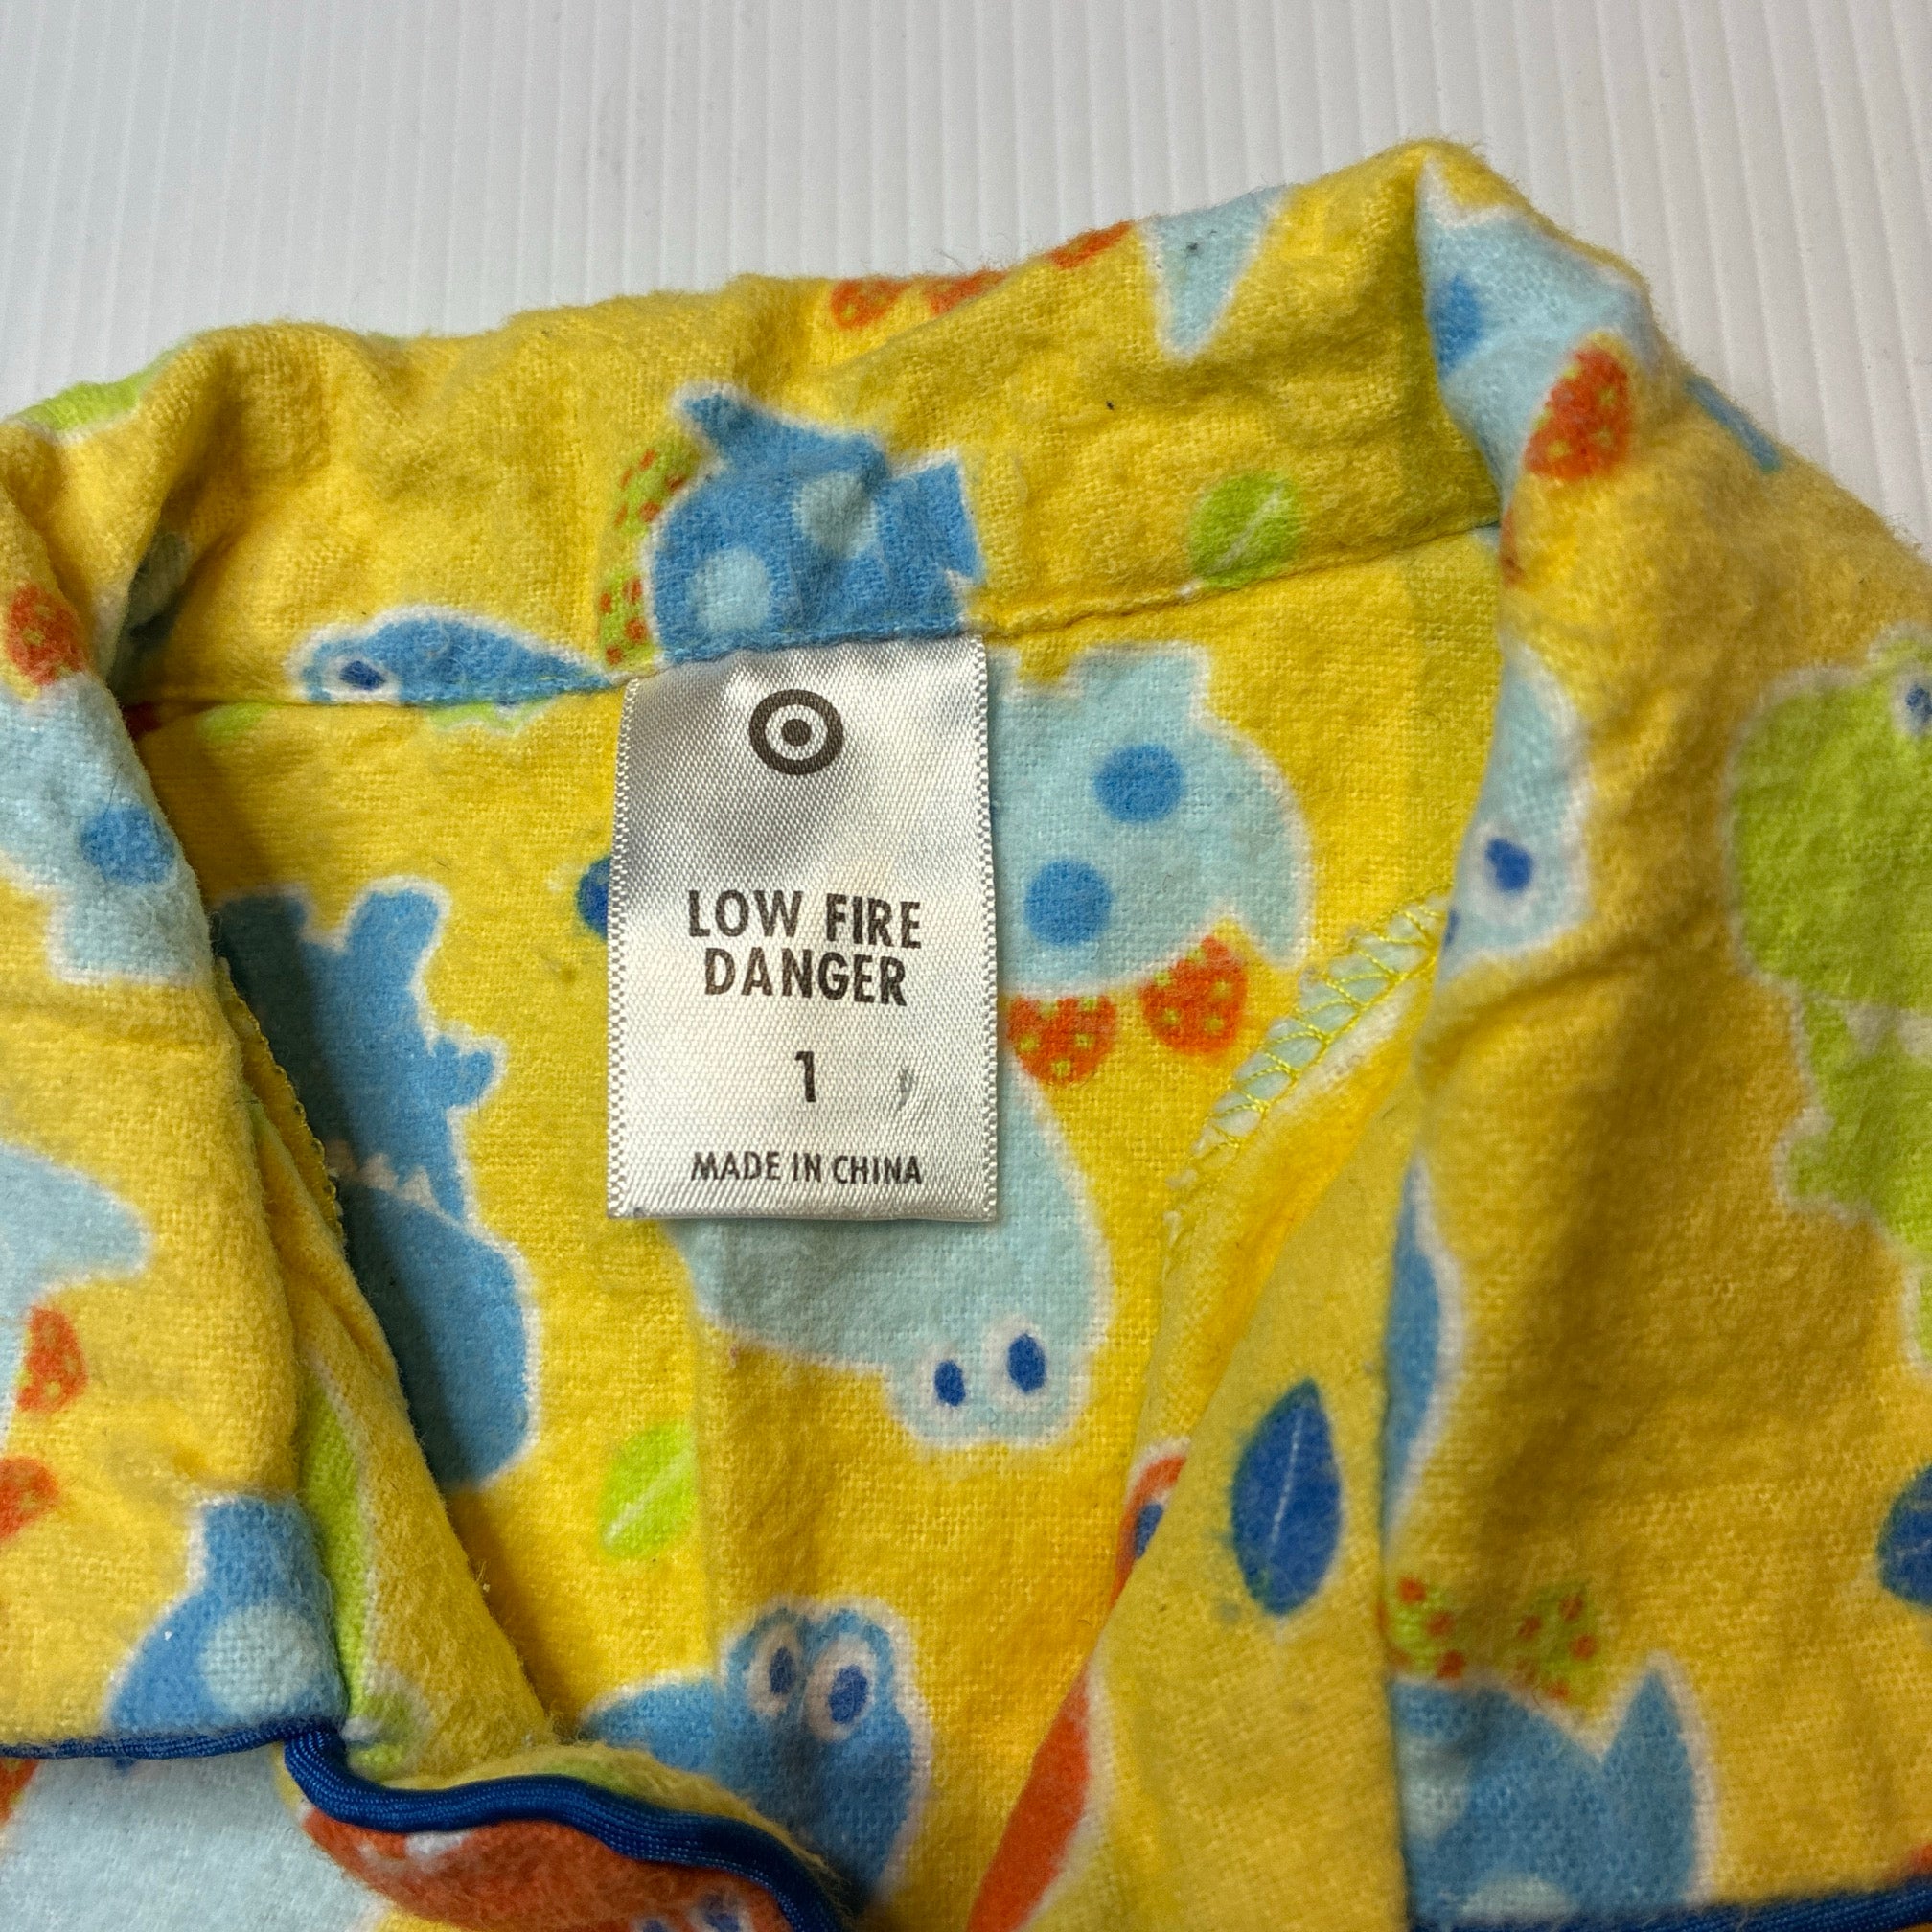 LOW FIRE
DANGER
1
MADE IN CHINA